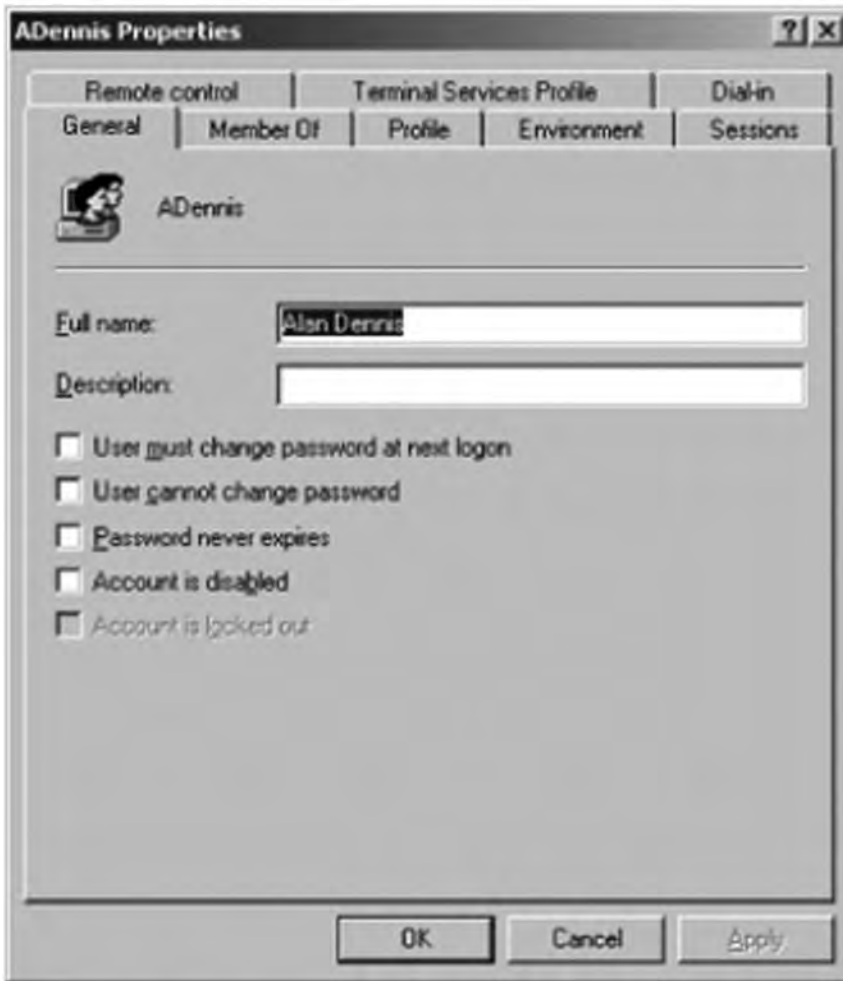 ADennis Properties
Remote control Terminal Services Profile Dial-in
General Member Of Profile Environment Sessions
ADennis
Full name: Alan Dennis
Description:
User must change password at next logon
User cannot change password
Password never expires
Account is disabled
Account is locked out
OK Cancel Apply